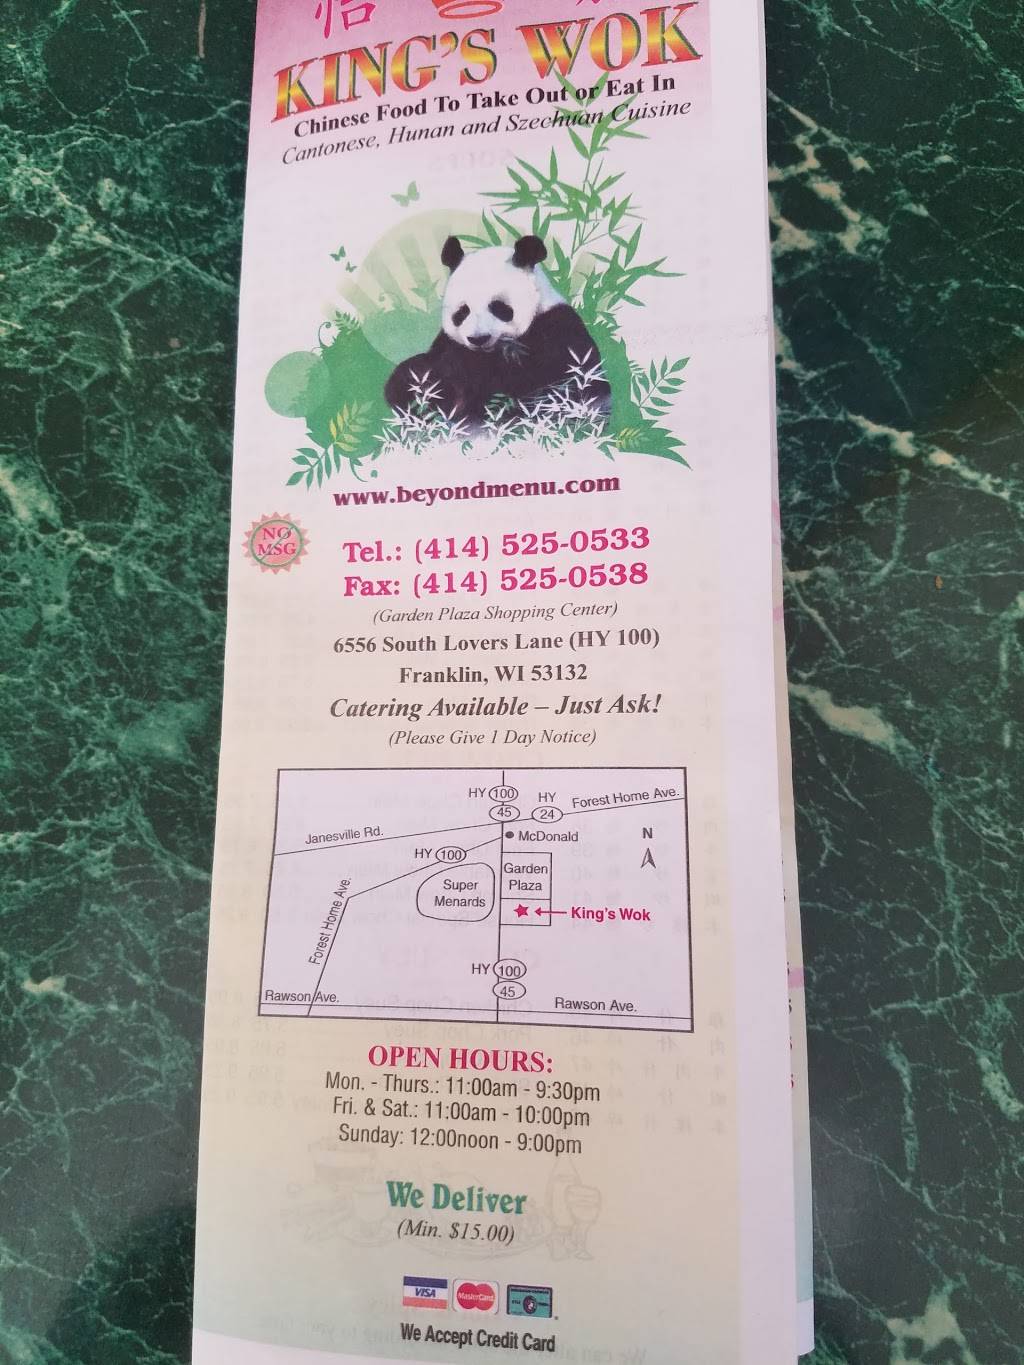 怡
KING'S WOK
Chinese Food To Take Out or Eat In
Cantonese, Hunan and Szechuan Cuisine
www.beyondmenu.com
NO
MSG
Tel.: (414) 525-0533
Fax: (414) 525-0538
(Garden Plaza Shopping Center)
6556 South Lovers Lane (HY 100)
Franklin, WI 53132
Catering Available – Just Ask!
(Please Give 1 Day Notice)
HY 100
45
HY
24
Forest Home Ave.
Janesville Rd.
McDonald
N
HY 100
Garden
Plaza
Super
Menards
King's Wok
Forest Home Ave.
HY 100
45
Rawson Ave.
Rawson Ave.
OPEN HOURS:
Mon. - Thurs.: 11:00am - 9:30pm
Fri. & Sat.: 11:00am - 10:00pm
Sunday: 12:00noon - 9:00pm
We Deliver
(Min. $15.00)
VISA
MasterCard
We Accept Credit Card